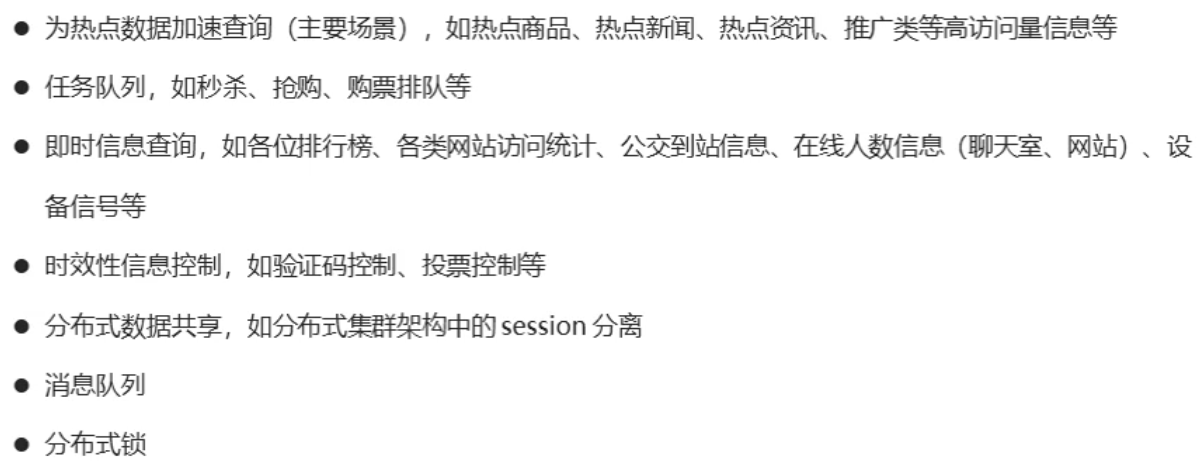 ● 为热点数据加速查询（主要场景），如热点商品、热点新闻、热点资讯、推广类等高访问量信息等
● 任务队列，如秒杀、抢购、购票排队等
● 即时信息查询，如各位排行榜、各类网站访问统计、公交到站信息、在线人数信息（聊天室、网站）、设
备信号等
● 时效性信息控制，如验证码控制、投票控制等
● 分布式数据共享，如分布式集群架构中的 session 分离
● 消息队列
● 分布式锁